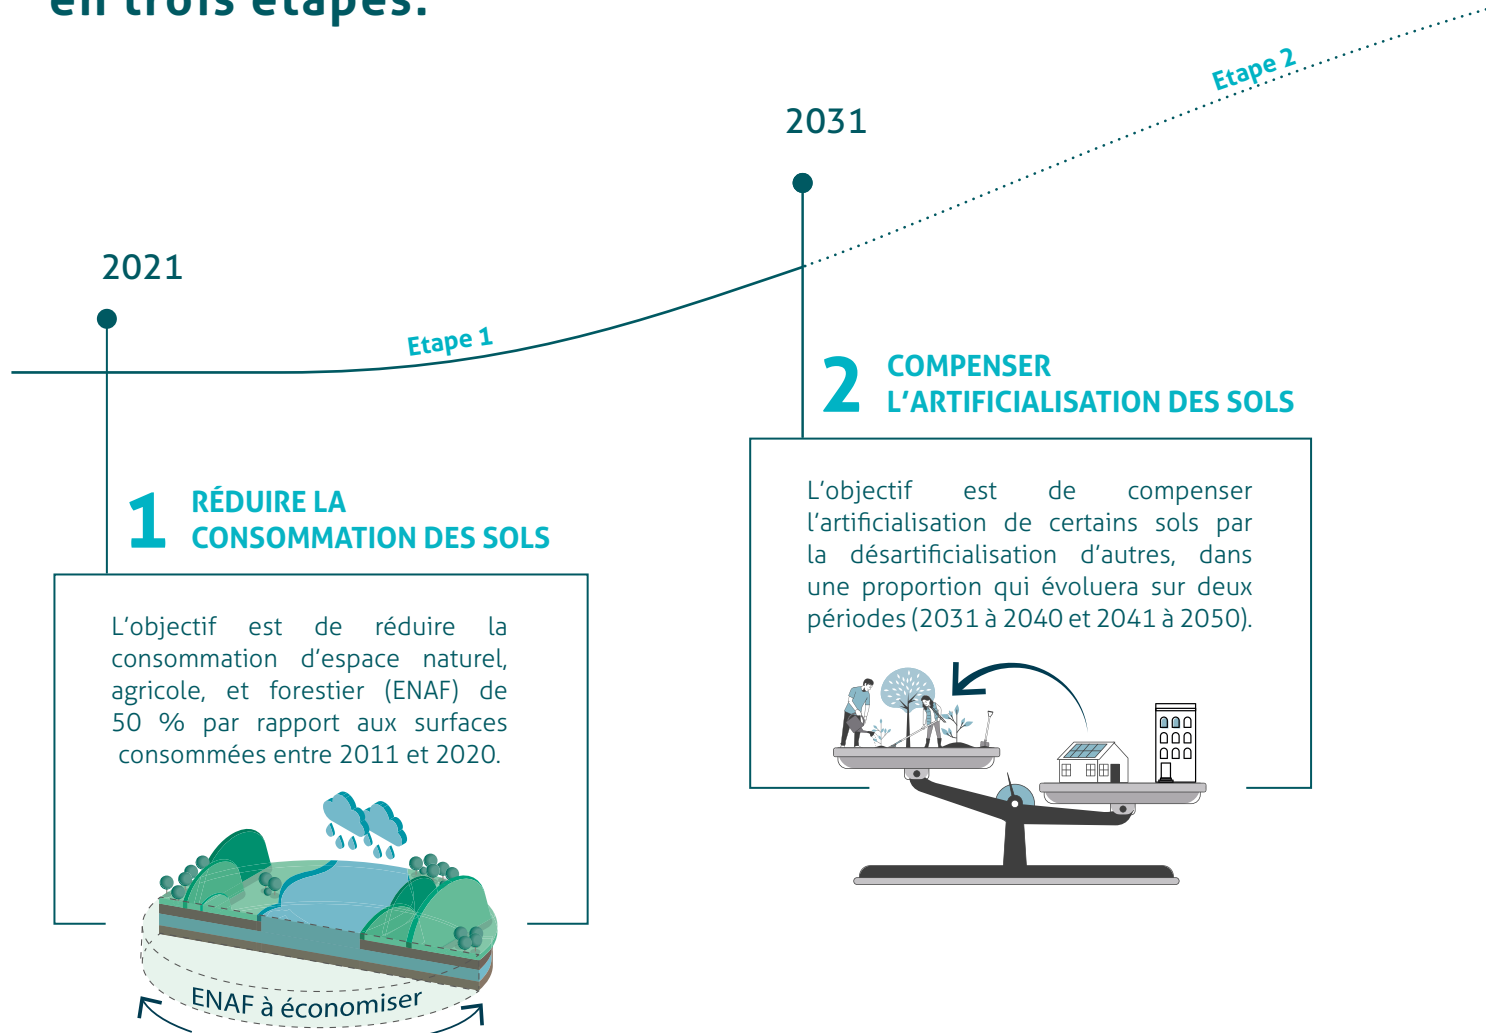 en trois étapes.
Etape 2
2031
2021
Etape 1
2 COMPENSER
L'ARTIFICIALISATION DES SOLS
L'objectif est de compenser
l'artificialisation de certains sols par
la désartificialisation d'autres, dans
une proportion qui évoluera sur deux
périodes (2031 à 2040 et 2041 à 2050).
1 RÉDUIRE LA
CONSOMMATION DES SOLS
L'objectif est de réduire la
consommation d'espace naturel,
agricole, et forestier (ENAF) de
50 % par rapport aux surfaces
consommées entre 2011 et 2020.
ENAF à économiser